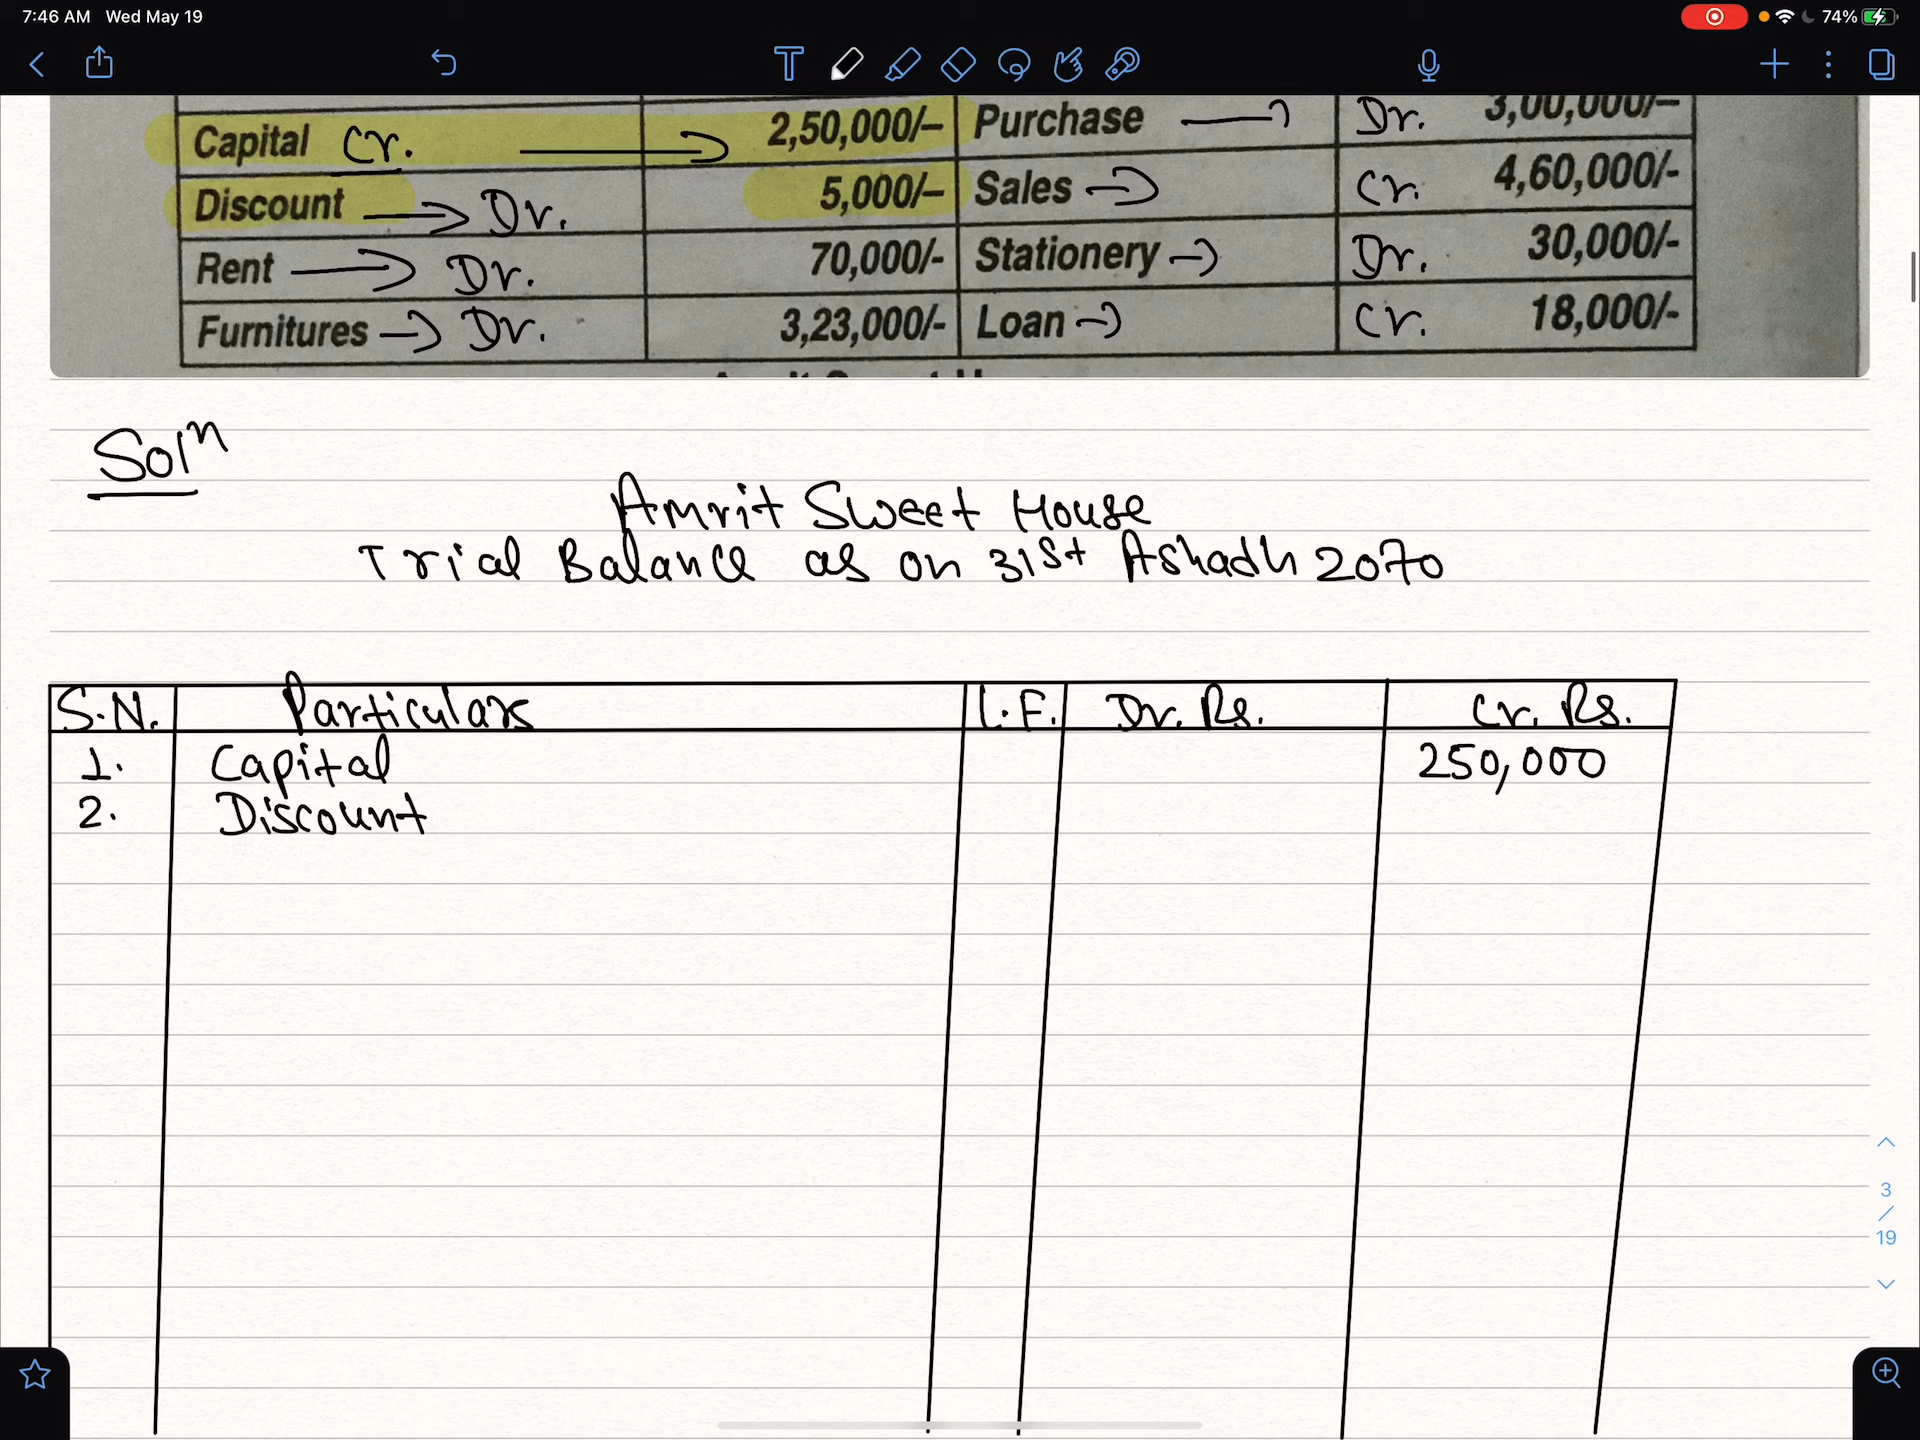 7:46 AM Wed May 19 74%
Capital Cr. 2,50,000/- Purchase Dr. 3,00,000/-
Discount Dr. 5,000/- Sales Cr. 4,60,000/-
Rent Dr. 70,000/- Stationery Dr. 30,000/-
Furnitures Dr. 3,23,000/- Loan Cr. 18,000/-
Solⁿ
Amrit Sweet House
Trial Balance as on 31st Ashadh 2070
S.N. Particulars L.F. Dr. Rs. Cr. Rs.
1. Capital 250,000
2. Discount
3
/
19